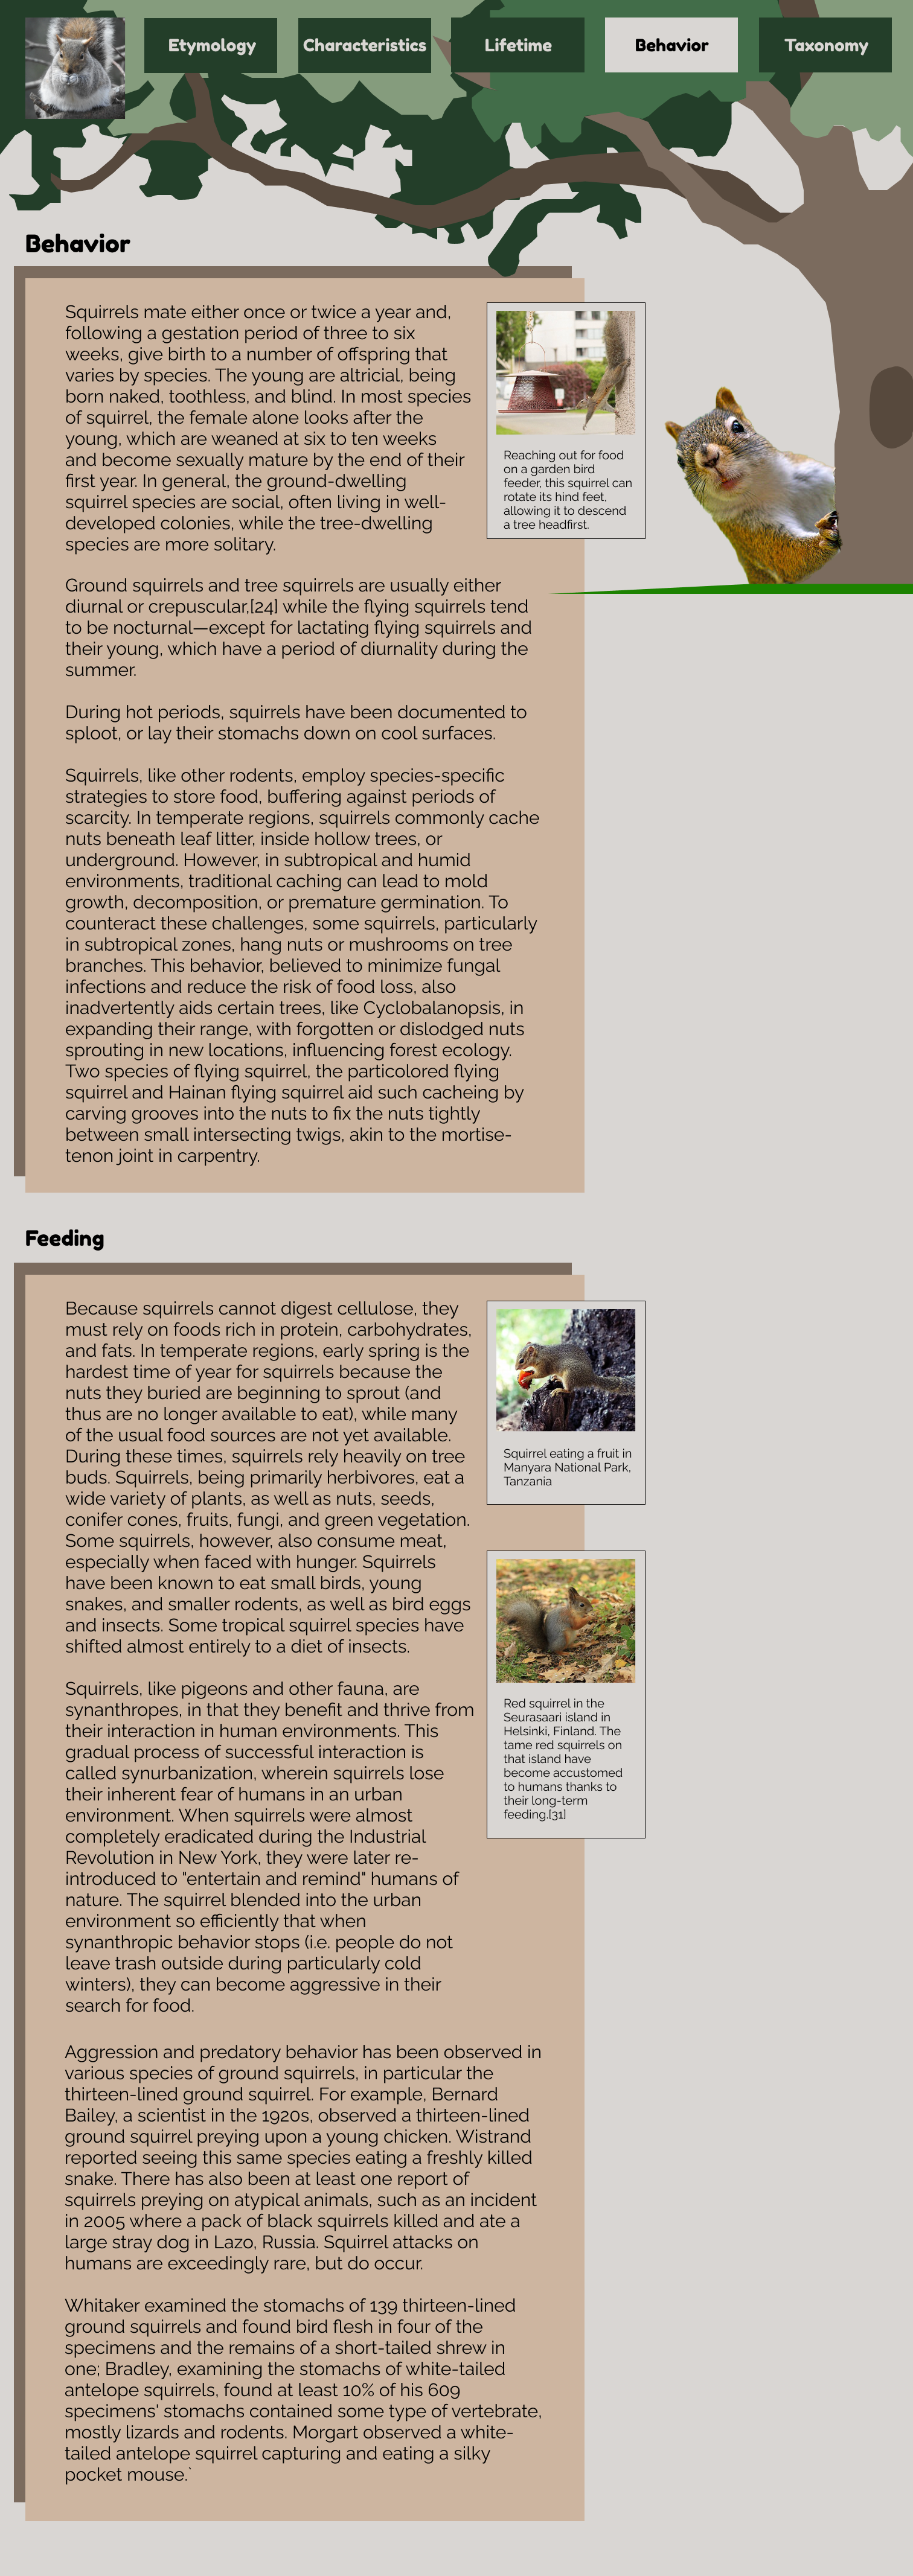 Etymology
Characteristics
Lifetime
Behavior
Taxonomy
Behavior
Squirrels mate either once or twice a year and,
following a gestation period of three to six
weeks, give birth to a number of offspring that
varies by species. The young are altricial, being
born naked, toothless, and blind. In most species
of squirrel, the female alone looks after the
young, which are weaned at six to ten weeks
and become sexually mature by the end of their
first year. In general, the ground-dwelling
squirrel species are social, often living in well-
developed colonies, while the tree-dwelling
species are more solitary.
Reaching out for food
on a garden bird
feeder, this squirrel can
rotate its hind feet,
allowing it to descend
a tree headfirst.
Ground squirrels and tree squirrels are usually either
diurnal or crepuscular,[24] while the flying squirrels tend
to be nocturnal—except for lactating flying squirrels and
their young, which have a period of diurnality during the
summer.
During hot periods, squirrels have been documented to
sploot, or lay their stomachs down on cool surfaces.
Squirrels, like other rodents, employ species-specific
strategies to store food, buffering against periods of
scarcity. In temperate regions, squirrels commonly cache
nuts beneath leaf litter, inside hollow trees, or
underground. However, in subtropical and humid
environments, traditional caching can lead to mold
growth, decomposition, or premature germination. To
counteract these challenges, some squirrels, particularly
in subtropical zones, hang nuts or mushrooms on tree
branches. This behavior, believed to minimize fungal
infections and reduce the risk of food loss, also
inadvertently aids certain trees, like Cyclobalanopsis, in
expanding their range, with forgotten or dislodged nuts
sprouting in new locations, influencing forest ecology.
Two species of flying squirrel, the particolored flying
squirrel and Hainan flying squirrel aid such cacheing by
carving grooves into the nuts to fix the nuts tightly
between small intersecting twigs, akin to the mortise-
tenon joint in carpentry.
Feeding
Because squirrels cannot digest cellulose, they
must rely on foods rich in protein, carbohydrates,
and fats. In temperate regions, early spring is the
hardest time of year for squirrels because the
nuts they buried are beginning to sprout (and
thus are no longer available to eat), while many
of the usual food sources are not yet available.
During these times, squirrels rely heavily on tree
buds. Squirrels, being primarily herbivores, eat a
wide variety of plants, as well as nuts, seeds,
conifer cones, fruits, fungi, and green vegetation.
Some squirrels, however, also consume meat,
especially when faced with hunger. Squirrels
have been known to eat small birds, young
snakes, and smaller rodents, as well as bird eggs
and insects. Some tropical squirrel species have
shifted almost entirely to a diet of insects.
Squirrel eating a fruit in
Manyara National Park,
Tanzania
Squirrels, like pigeons and other fauna, are
synanthropes, in that they benefit and thrive from
their interaction in human environments. This
gradual process of successful interaction is
called synurbanization, wherein squirrels lose
their inherent fear of humans in an urban
environment. When squirrels were almost
completely eradicated during the Industrial
Revolution in New York, they were later re-
introduced to "entertain and remind" humans of
nature. The squirrel blended into the urban
environment so efficiently that when
synanthropic behavior stops (i.e. people do not
leave trash outside during particularly cold
winters), they can become aggressive in their
search for food.
Red squirrel in the
Seurasaari island in
Helsinki, Finland. The
tame red squirrels on
that island have
become accustomed
to humans thanks to
their long-term
feeding.[31]
Aggression and predatory behavior has been observed in
various species of ground squirrels, in particular the
thirteen-lined ground squirrel. For example, Bernard
Bailey, a scientist in the 1920s, observed a thirteen-lined
ground squirrel preying upon a young chicken. Wistrand
reported seeing this same species eating a freshly killed
snake. There has also been at least one report of
squirrels preying on atypical animals, such as an incident
in 2005 where a pack of black squirrels killed and ate a
large stray dog in Lazo, Russia. Squirrel attacks on
humans are exceedingly rare, but do occur.
Whitaker examined the stomachs of 139 thirteen-lined
ground squirrels and found bird flesh in four of the
specimens and the remains of a short-tailed shrew in
one; Bradley, examining the stomachs of white-tailed
antelope squirrels, found at least 10% of his 609
specimens' stomachs contained some type of vertebrate,
mostly lizards and rodents. Morgart observed a white-
tailed antelope squirrel capturing and eating a silky
pocket mouse.`